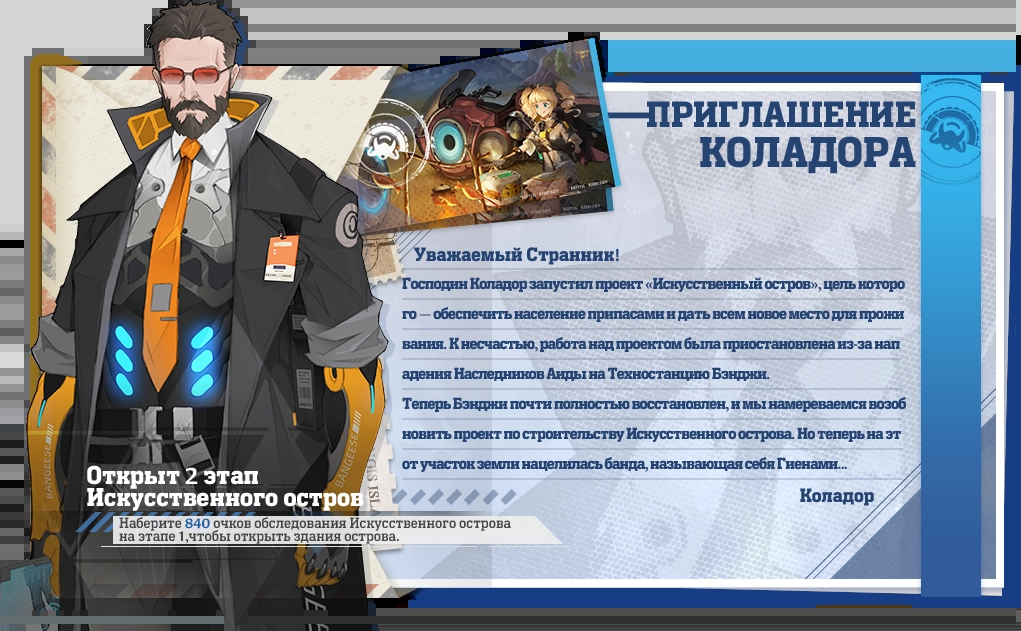 ПРИГЛАШЕНИЕ
КОЛАДОРА
Уважаемый Странник!
Господин Коладор запустил проект «Искусственный остров», цель которо
го — обеспечить население припасами и дать всем новое место для прожи
вания. К несчастью, работа над проектом была приостановлена из-за нап
адения Наследников Аиды на Техностанцию Бэнджи.
Теперь Бэнджи почти полностью восстановлен, и мы намереваемся возоб
новить проект по строительству Искусственного острова. Но теперь на эт
от участок земли нацелилась банда, называющая себя Гиенами...
Коладор
Открыт 2 этап
Искусственного остров
Наберите 840 очков обследования Искусственного острова
на этапе 1,чтобы открыть здания острова.
BANGEESE
BANGEESE